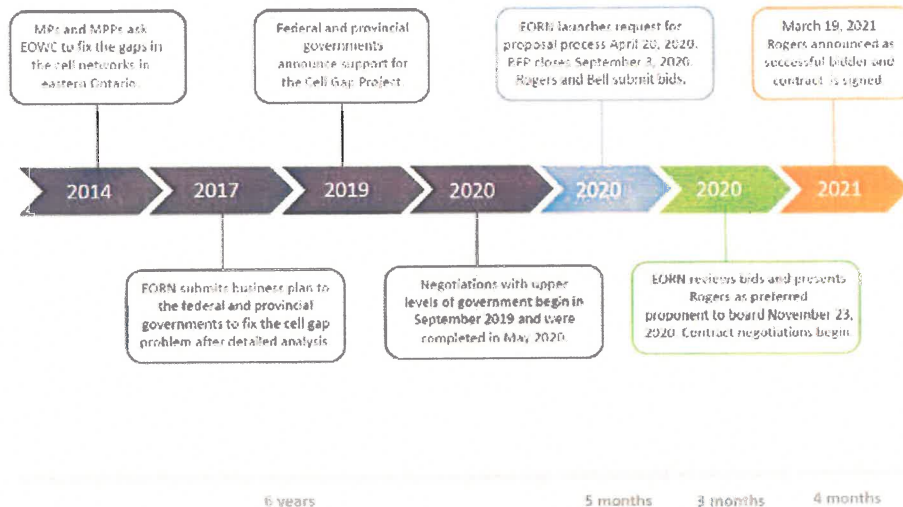 MPs and MPPs ask
EOWC to fix the gaps in
the cell networks in
eastern Ontario.
Federal and provincial
governments
announce support for
the Cell Gap Project
EORN launches request for
proposal process April 20, 2020.
RFP closes September 3, 2020.
Rogers and Bell submit bids.
March 19, 2021
Rogers announced as
successful bidder and
contract is signed.
2014
2017
2019
2020
2020
2020
2021
EORN submits business plan to
the federal and provincial
governments to fix the cell gap
problem after detailed analysis.
Negotiations with upper
levels of government begin in
September 2019 and were
completed in May 2020.
EORN reviews bids and presents
Rogers as preferred
proponent to board November 23,
2020. Contract negotiations begin.
6 years
5 months
3 months
4 months